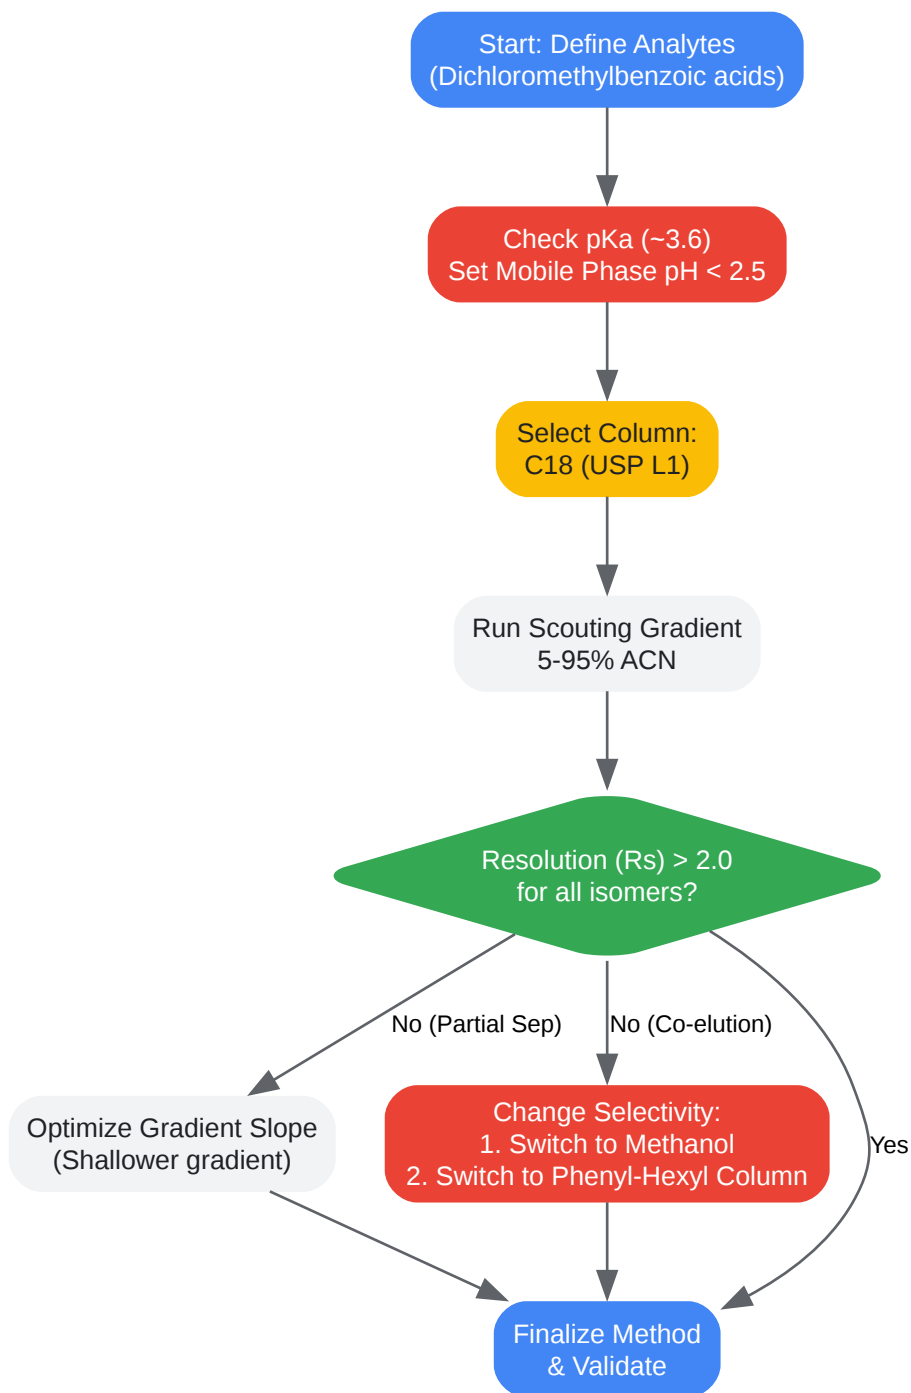 Start: Define Analytes
(Dichloromethylbenzoic acids)
Check pKa (~3.6)
Set Mobile Phase pH < 2.5
Select Column:
C18 (USP L1)
Run Scouting Gradient
5-95% ACN
Resolution (Rs) > 2.0
for all isomers?
No (Partial Sep)
No (Co-elution)
Yes
Optimize Gradient Slope
(Shallower gradient)
Change Selectivity:
1. Switch to Methanol
2. Switch to Phenyl-Hexyl Column
Finalize Method
& Validate